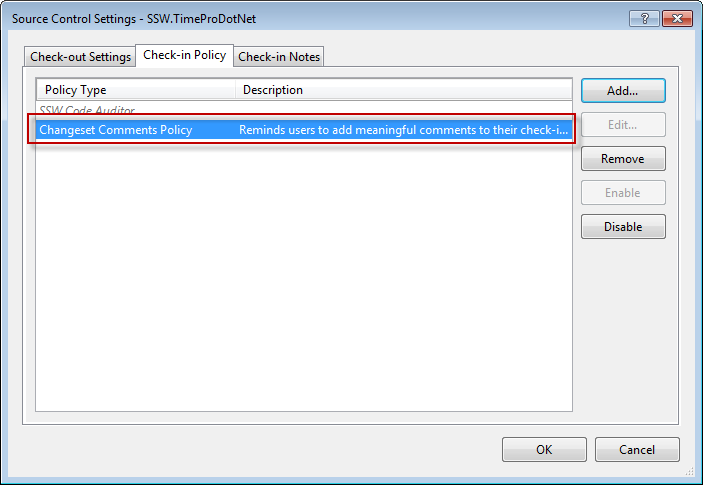 Source Control Settings - SSW.TimeProDotNet
Check-out Settings Check-in Policy Check-in Notes
Policy Type Description
Add...
SSW Code Auditor
Changeset Comments Policy Reminds users to add meaningful comments to their check-i...
Edit...
Remove
Enable
Disable
OK Cancel